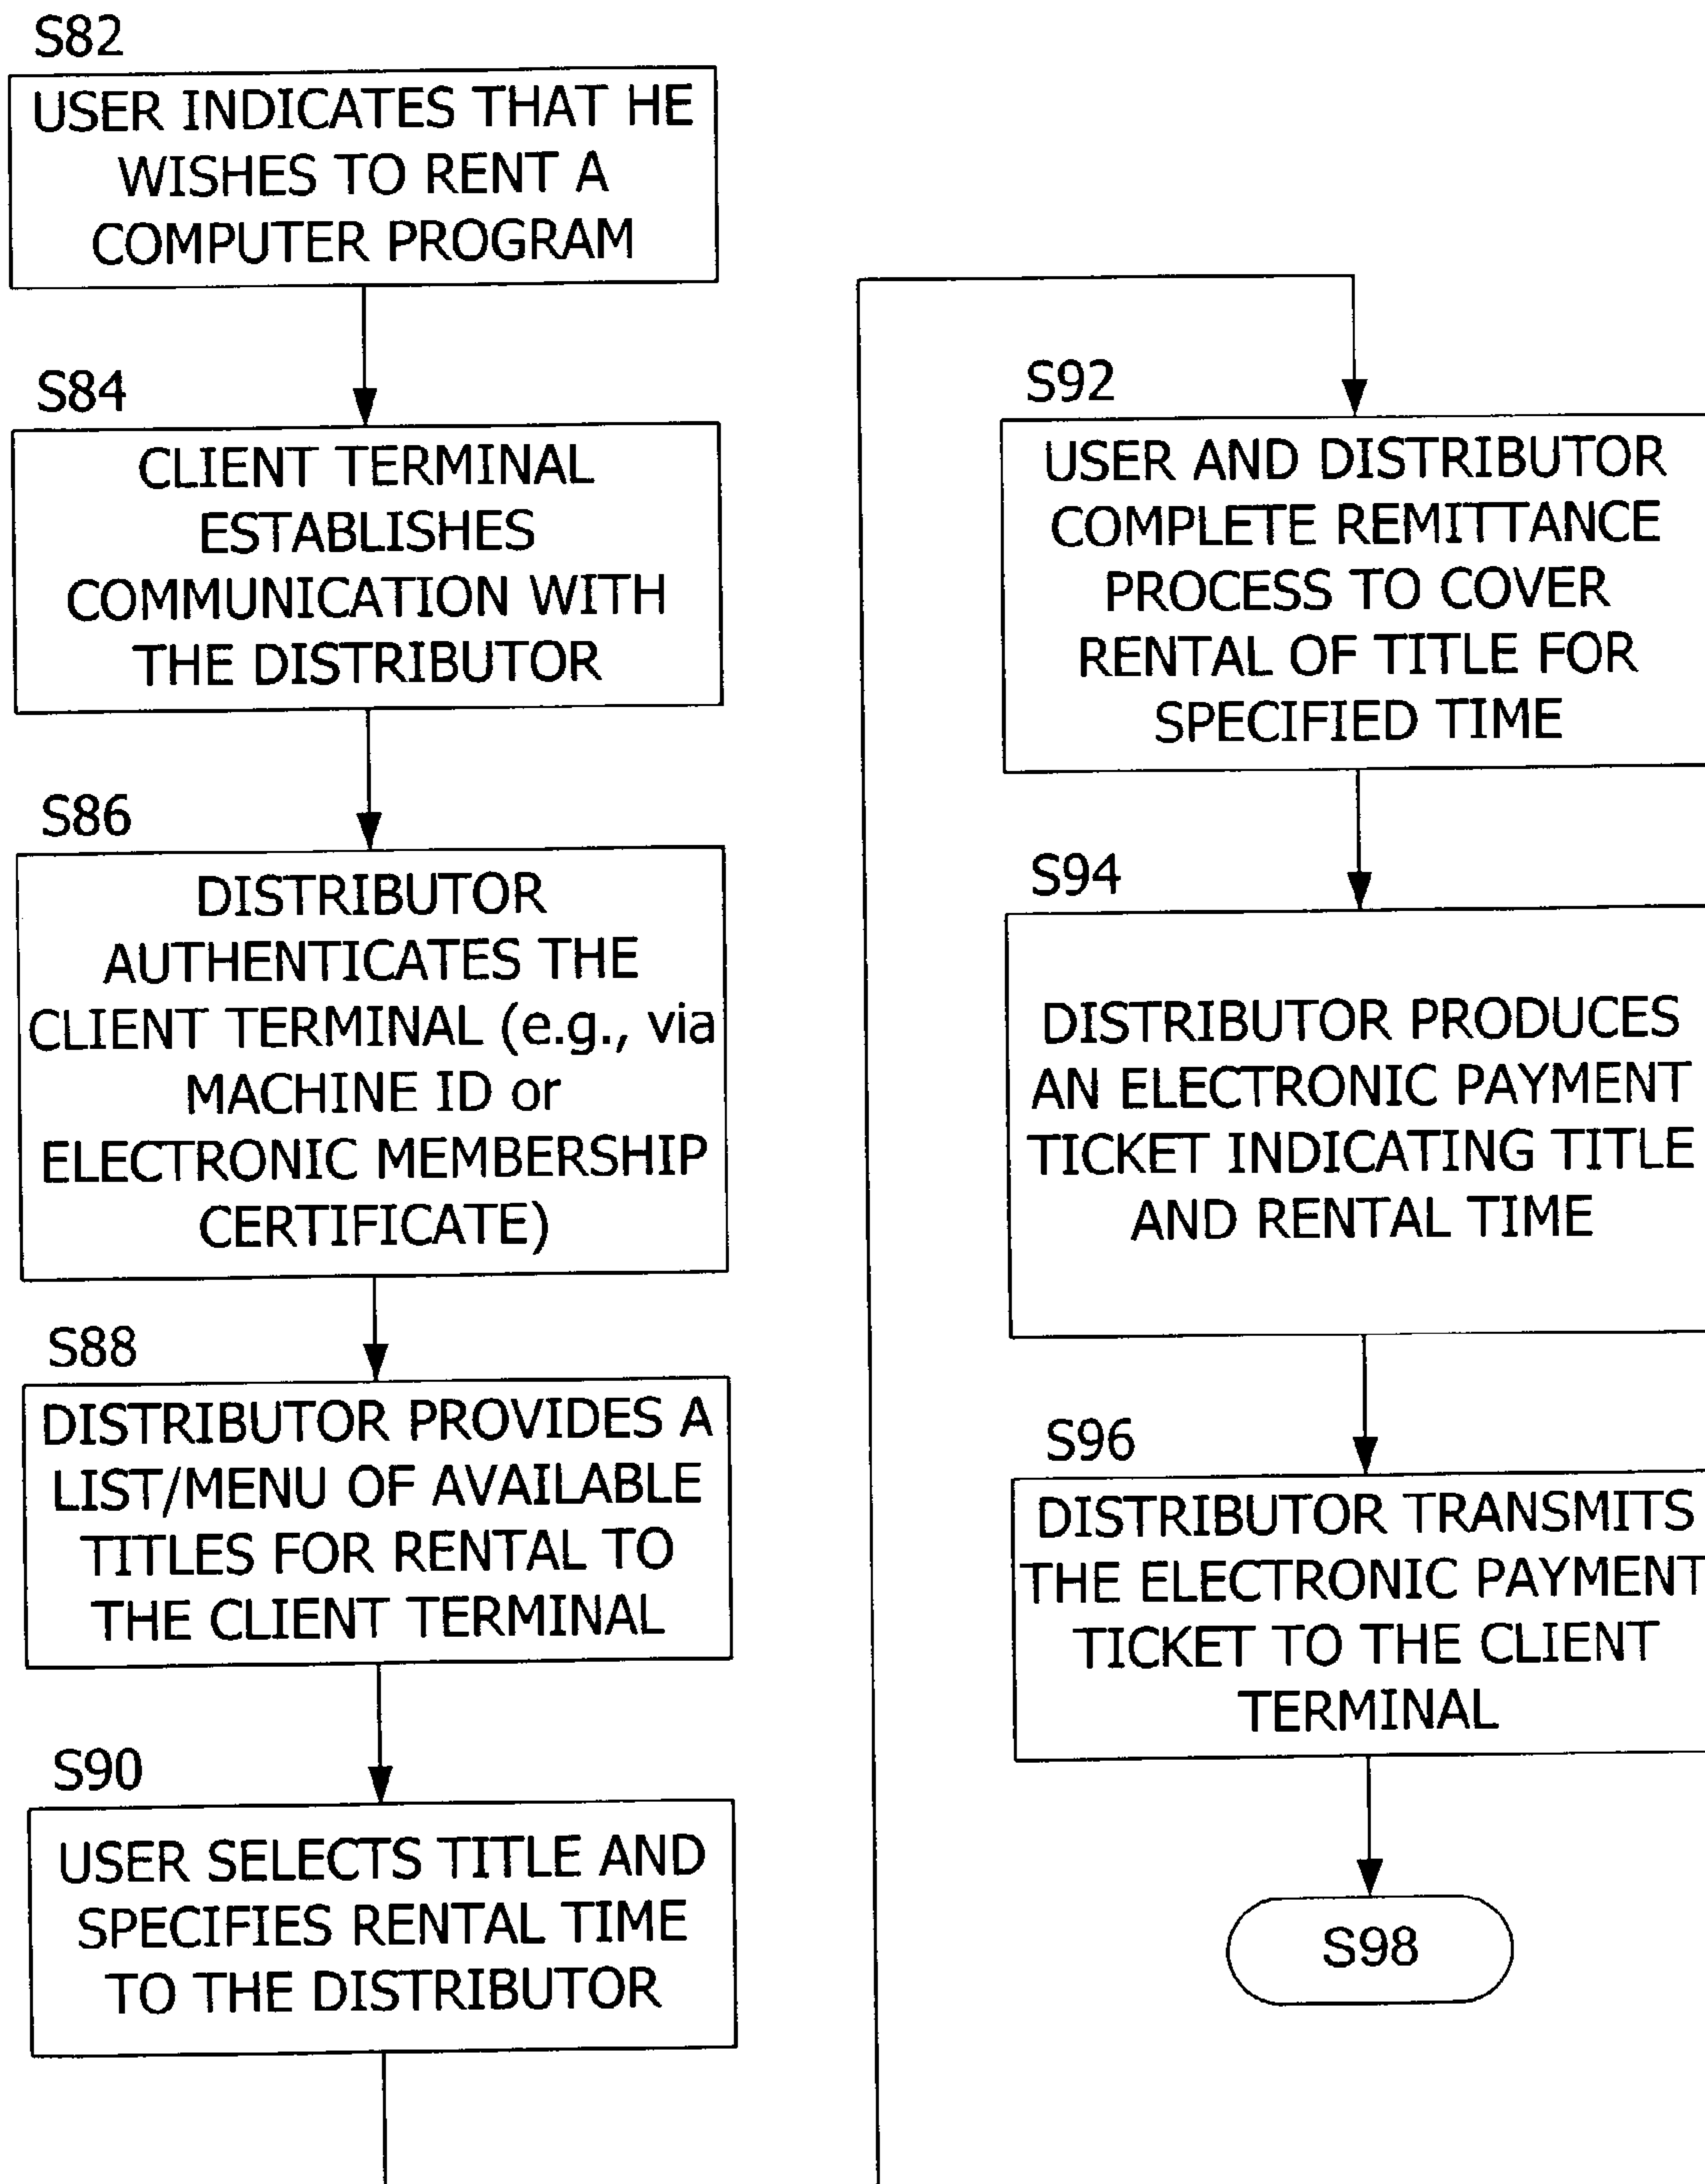 S82
USER INDICATES THAT HE
WISHES TO RENT A
COMPUTER PROGRAM
S84
CLIENT TERMINAL
ESTABLISHES
COMMUNICATION WITH
THE DISTRIBUTOR
S86
DISTRIBUTOR
AUTHENTICATES THE
CLIENT TERMINAL (e.g., via
MACHINE ID or
ELECTRONIC MEMBERSHIP
CERTIFICATE)
S88
DISTRIBUTOR PROVIDES A
LIST/MENU OF AVAILABLE
TITLES FOR RENTAL TO
THE CLIENT TERMINAL
S90
USER SELECTS TITLE AND
SPECIFIES RENTAL TIME
TO THE DISTRIBUTOR
S92
USER AND DISTRIBUTOR
COMPLETE REMITTANCE
PROCESS TO COVER
RENTAL OF TITLE FOR
SPECIFIED TIME
S94
DISTRIBUTOR PRODUCES
AN ELECTRONIC PAYMENT
TICKET INDICATING TITLE
AND RENTAL TIME
S96
DISTRIBUTOR TRANSMITS
THE ELECTRONIC PAYMENT
TICKET TO THE CLIENT
TERMINAL
S98